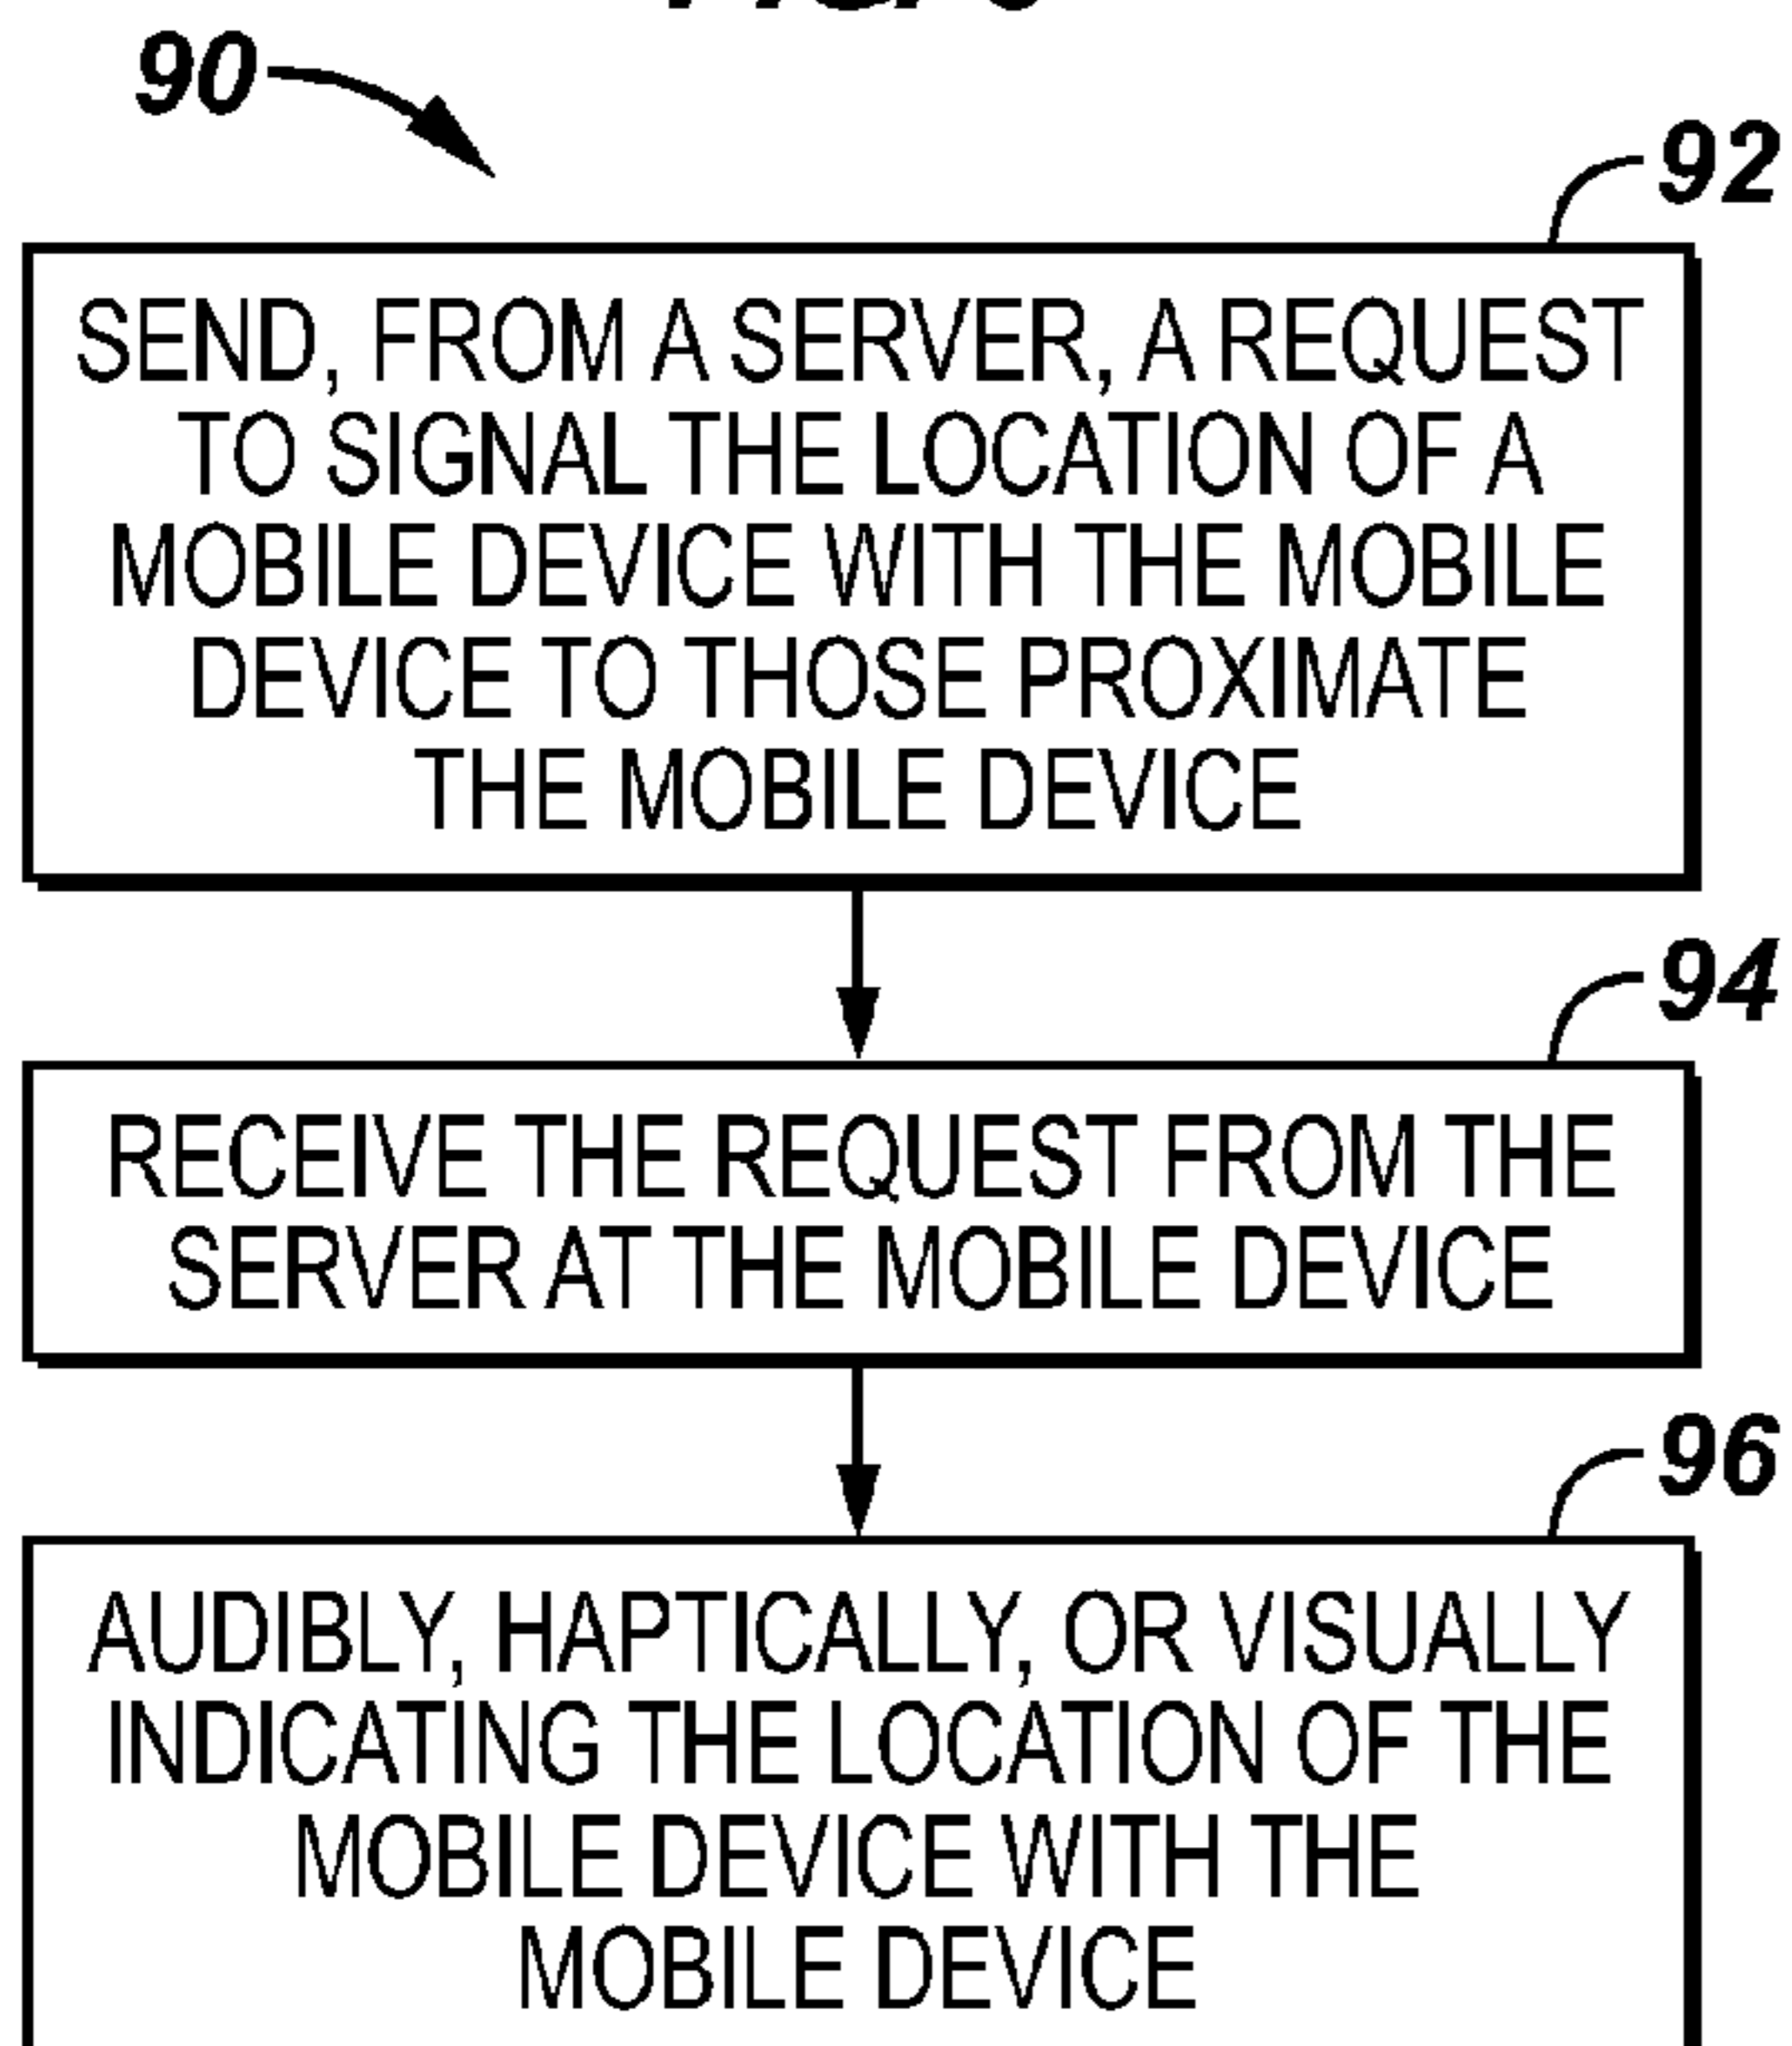 90
92
SEND, FROM A SERVER, A REQUEST
TO SIGNAL THE LOCATION OF A
MOBILE DEVICE WITH THE MOBILE
DEVICE TO THOSE PROXIMATE
THE MOBILE DEVICE
94
RECEIVE THE REQUEST FROM THE
SERVER AT THE MOBILE DEVICE
96
AUDIBLY, HAPTICALLY, OR VISUALLY
INDICATING THE LOCATION OF THE
MOBILE DEVICE WITH THE
MOBILE DEVICE